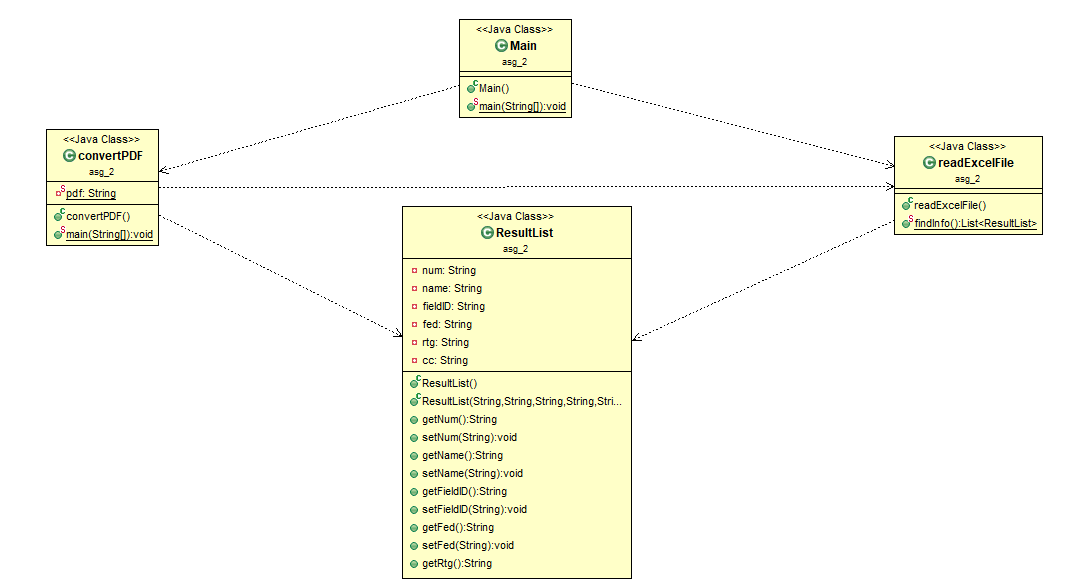 <<Java Class>>
Main
asg_2
Main()
main(String[]):void
<<Java Class>>
convertPDF
asg_2
pdf: String
convertPDF()
main(String[]):void
<<Java Class>>
readExcelFile
asg_2
readExcelFile()
findInfo():List<ResultList>
<<Java Class>>
ResultList
asg_2
num: String
name: String
fieldID: String
fed: String
rtg: String
cc: String
ResultList()
ResultList(String,String,String,String,Stri...
getNum():String
setNum(String):void
getName():String
setName(String):void
getFieldID():String
setFieldID(String):void
getFed():String
setFed(String):void
getRtg():String